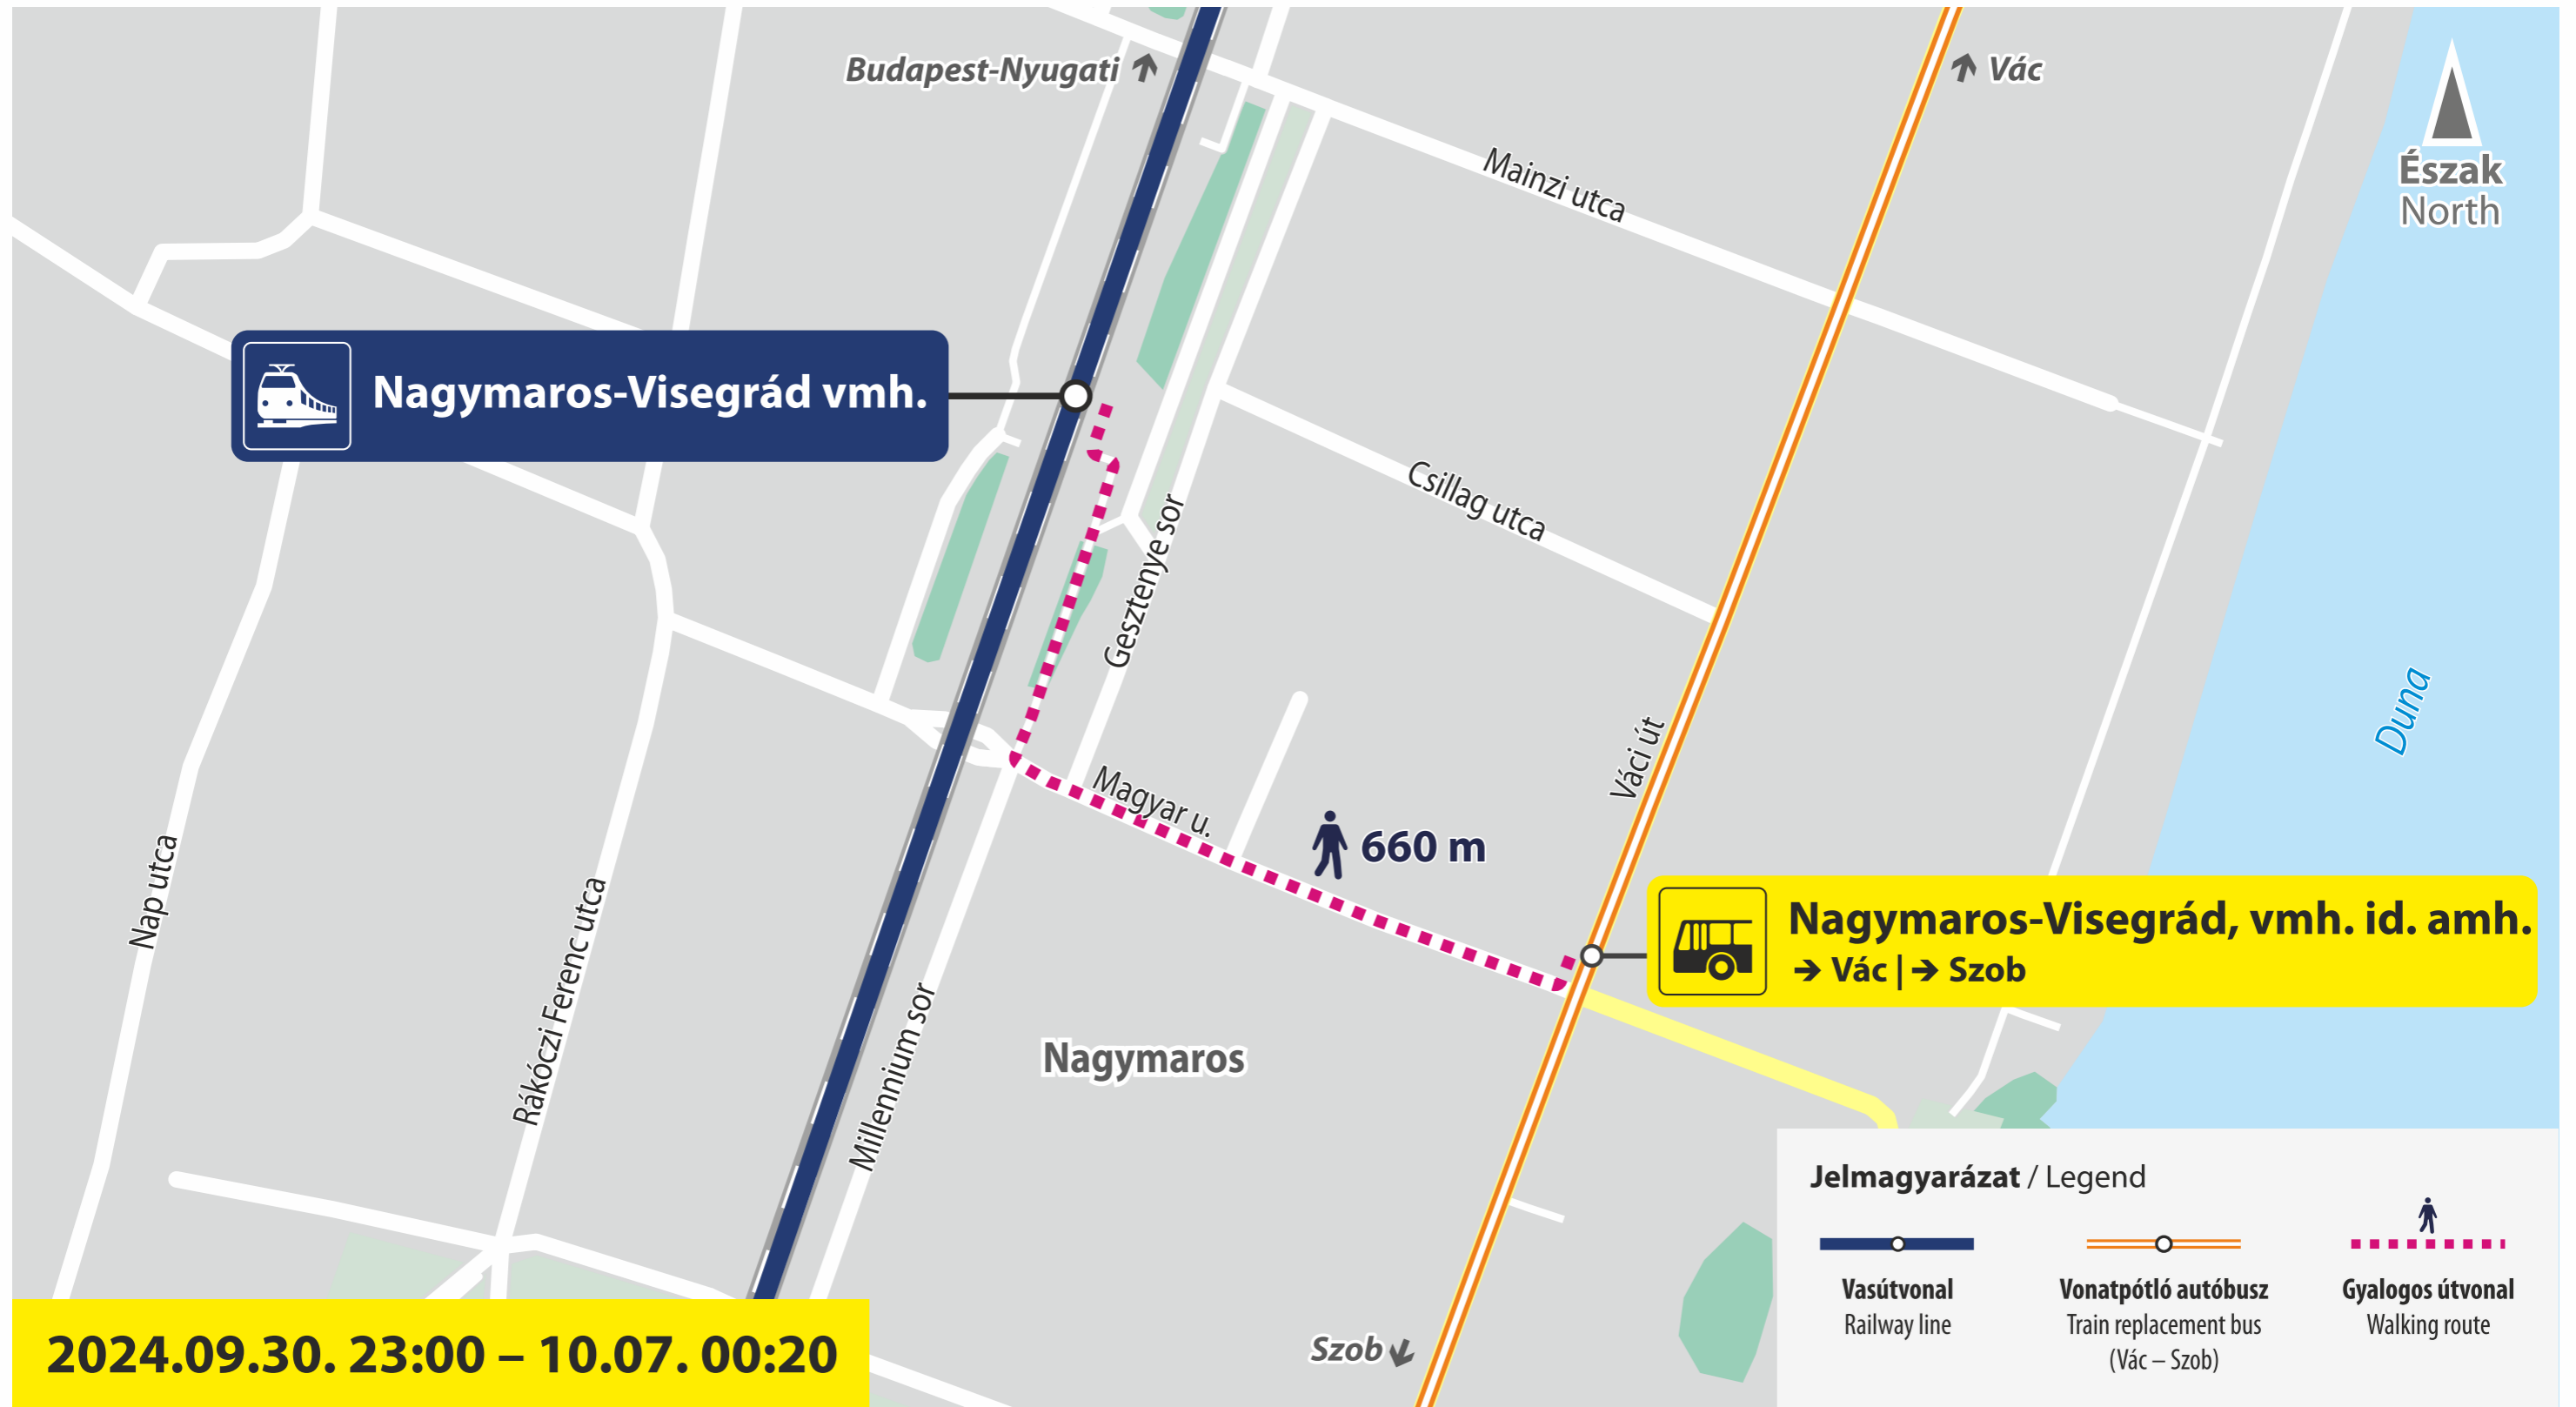 Budapest-Nyugati ↑
↑ Vác
Észak
North
Mainzi utca
Nagymaros-Visegrád vmh.
Csillag utca
Gesztenye sor
Duna
Váci út
Magyar u.
660 m
Nap utca
Rákóczi Ferenc utca
Nagymaros-Visegrád, vmh. id. amh.
→ Vác | → Szob
Millennium sor
Nagymaros
Szob ↓
2024.09.30. 23:00 – 10.07. 00:20
Jelmagyarázat / Legend
Vasútvonal
Railway line
Vonatpótló autóbusz
Train replacement bus
(Vác – Szob)
Gyalogos útvonal
Walking route